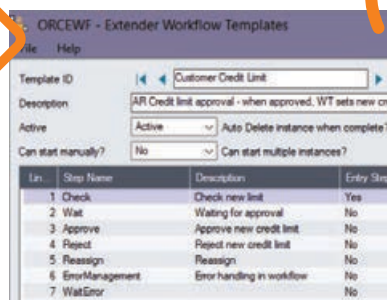 ORCEWF - Extender Workflow Templates
File Help
Template ID Customer Credit Limit
Description AR Credit limit approval - when approved, WT sets new cr
Active Active Auto Delete instance when complete?
Can start manually? No Can start multiple instances?
Lin... Step Name Description Entry Step
1 Check Check new limit Yes
2 Wait Waiting for approval No
3 Approve Approve new credit limit No
4 Reject Reject new credit limit No
5 Reassign Reassign No
6 ErrorManagement Error handling in workflow No
7 WaitError No